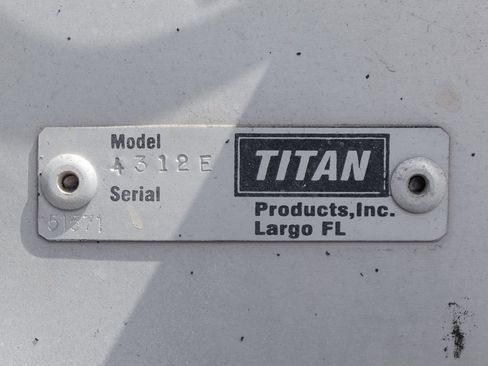 Model
4312E
Serial
51571
TITAN
Products,Inc.
Largo FL